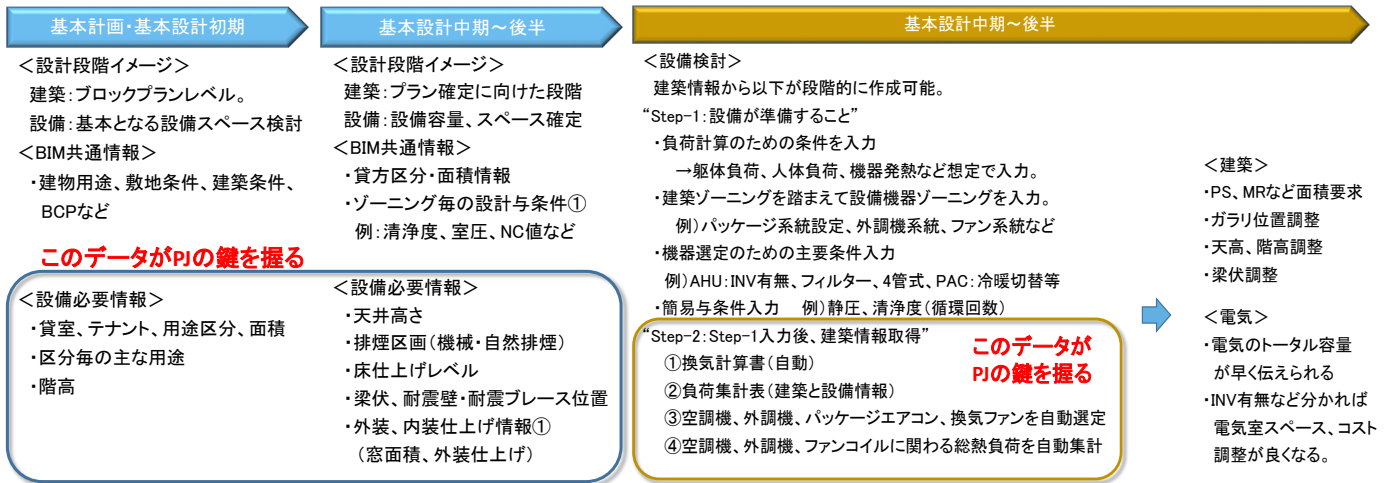 基本計画・基本設計初期
＜設計段階イメージ＞
建築：ブロックプランレベル。
設備：基本となる設備スペース検討
＜BIM共通情報＞
・建物用途、敷地条件、建築条件、
BCPなど
このデータがPJの鍵を握る
＜設備必要情報＞
・貸室、テナント、用途区分、面積
・区分毎の主な用途
・階高
基本設計中期～後半
＜設計段階イメージ＞
建築：プラン確定に向けた段階
設備：設備容量、スペース確定
＜BIM共通情報＞
・貸方区分・面積情報
・ゾーニング毎の設計与条件①
例：清浄度、室圧、NC値など
＜設備必要情報＞
・天井高さ
・排煙区画（機械・自然排煙）
・床仕上げレベル
・梁伏、耐震壁・耐震ブレース位置
・外装、内装仕上げ情報①
（窓面積、外装仕上げ）
基本設計中期～後半
＜設備検討＞
建築情報から以下が段階的に作成可能。
“Step-1：設備が準備すること”
・負荷計算のための条件を入力
→躯体負荷、人体負荷、機器発熱など想定で入力。
・建築ゾーニングを踏まえて設備機器ゾーニングを入力。
例）パッケージ系統設定、外調機系統、ファン系統など
・機器選定のための主要条件入力
例）AHU：INV有無、フィルター、4管式、PAC：冷暖切替等
・簡易与条件入力　例）静圧、清浄度（循環回数）
“Step-2：Step-1入力後、建築情報取得”
①換気計算書（自動）
②負荷集計表（建築と設備情報）
③空調機、外調機、パッケージエアコン、換気ファンを自動選定
④空調機、外調機、ファンコイルに関わる総熱負荷を自動集計
このデータが
PJの鍵を握る
＜建築＞
・PS、MRなど面積要求
・ガラリ位置調整
・天高、階高調整
・梁伏調整
＜電気＞
・電気のトータル容量
が早く伝えられる
・INV有無など分かれば
電気室スペース、コスト
調整が良くなる。